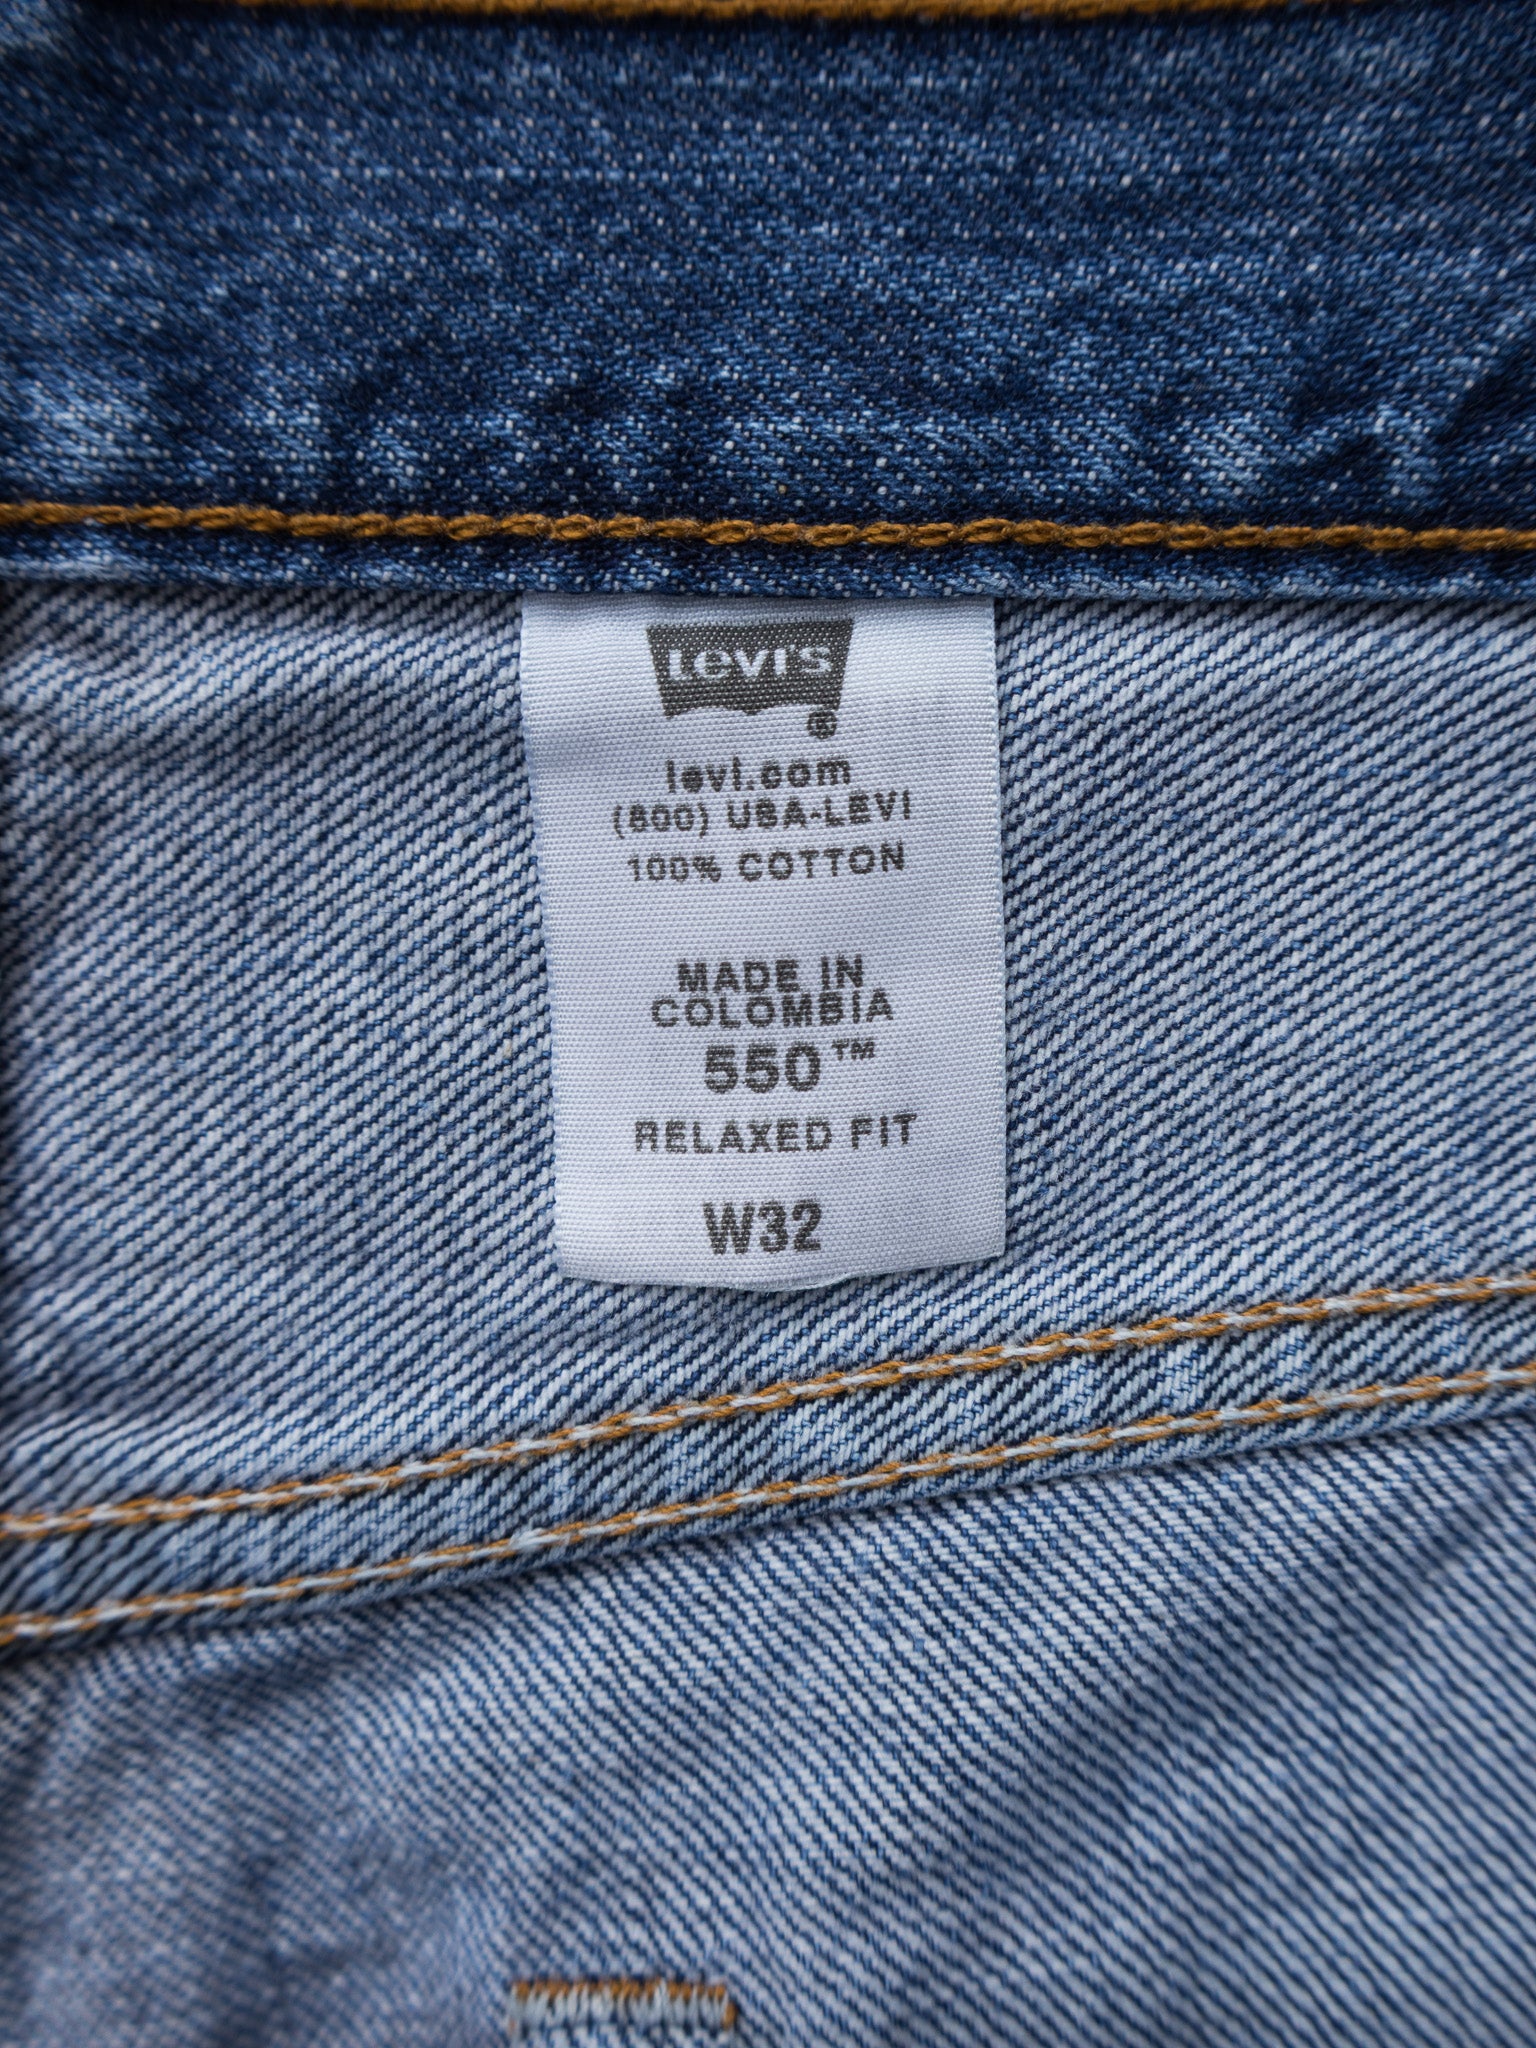 Levi's
®
levi.com
(800) USA-LEVI
100% COTTON
MADE IN
COLOMBIA
550™
RELAXED FIT
W32